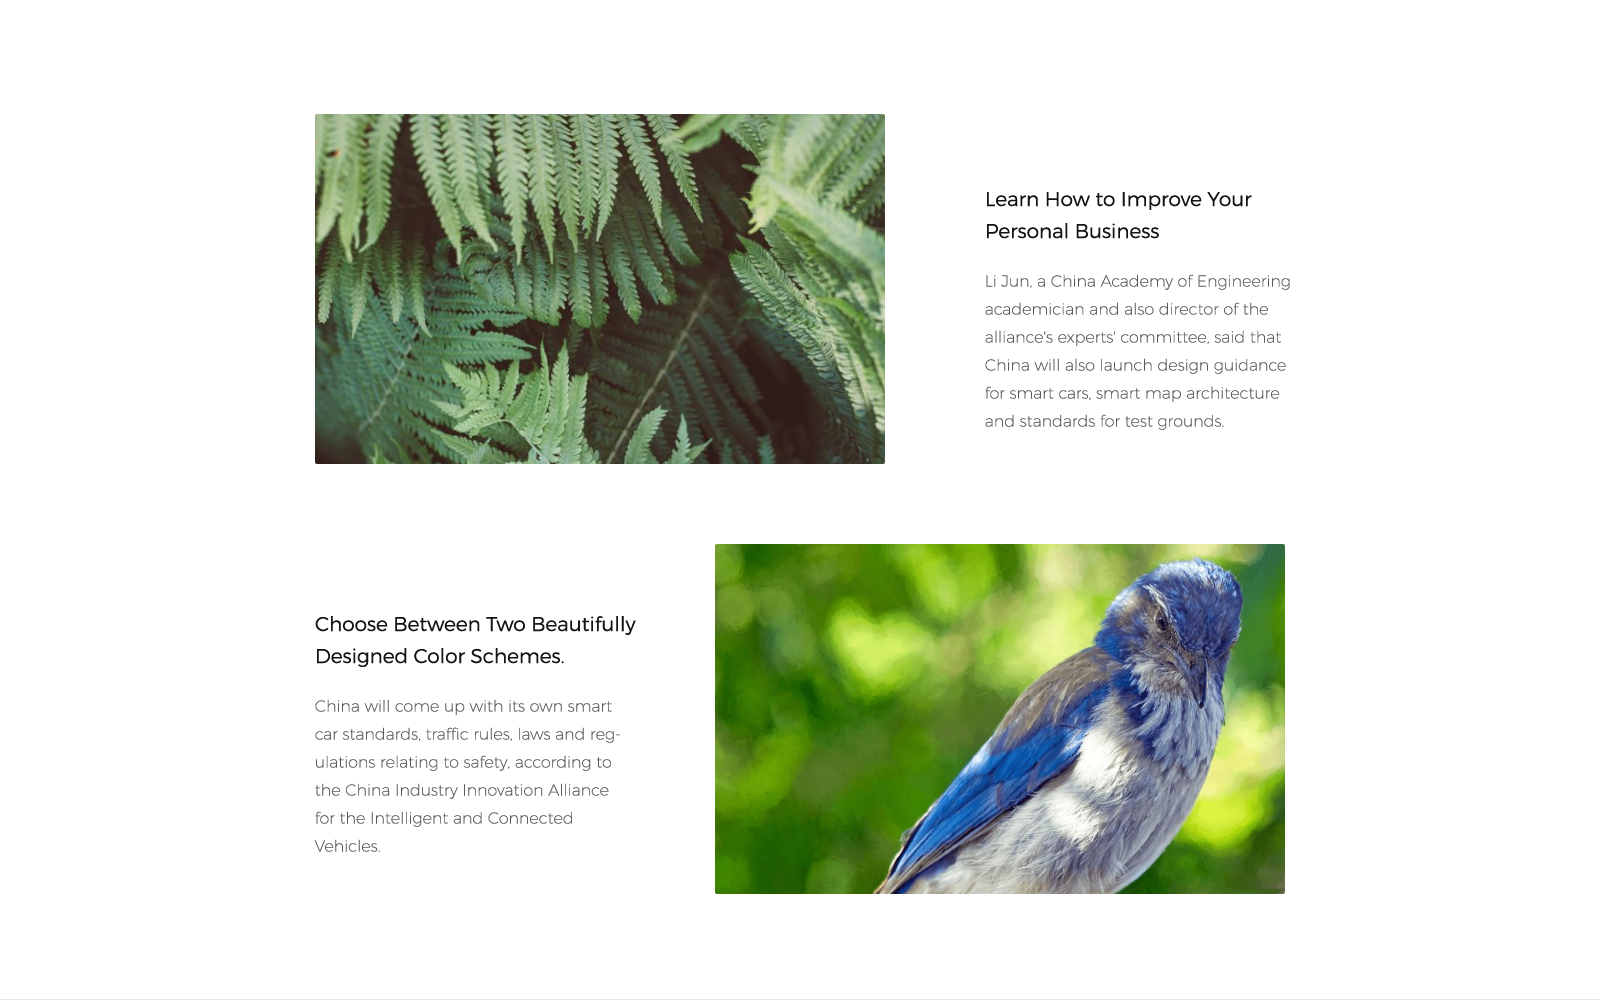 Learn How to Improve Your
Personal Business
Li Jun, a China Academy of Engineering
academician and also director of the
alliance's experts' committee, said that
China will also launch design guidance
for smart cars, smart map architecture
and standards for test grounds.
Choose Between Two Beautifully
Designed Color Schemes.
China will come up with its own smart
car standards, traffic rules, laws and reg-
ulations relating to safety, according to
the China Industry Innovation Alliance
for the Intelligent and Connected
Vehicles.